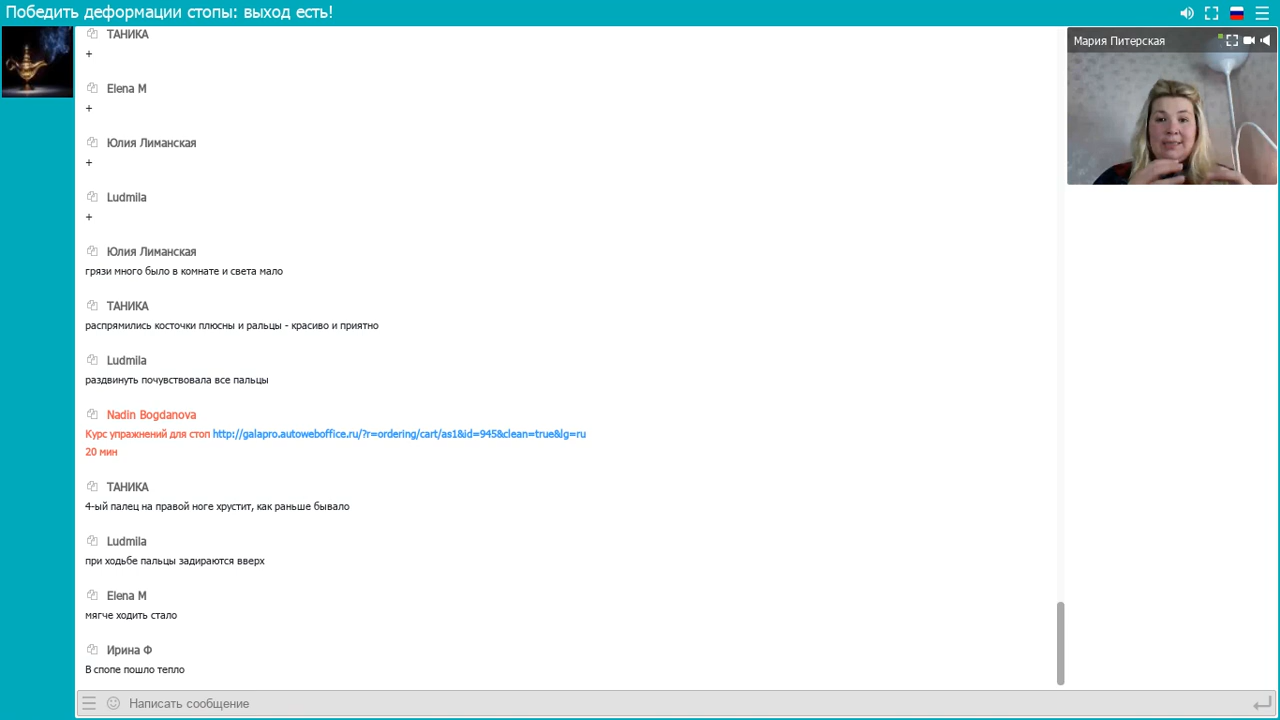 Победить деформации стопы: выход есть!
Мария Питерская
ТАНИКА
+
Elena M
+
Юлия Лиманская
+
Ludmila
+
Юлия Лиманская
грязи много было в комнате и света мало
ТАНИКА
распрямились косточки плюсны и ральцы - красиво и приятно
Ludmila
раздвинуть почувствовала все пальцы
Nadin Bogdanova
Курс упражнений для стоп http://galapro.autoweboffice.ru/?r=ordering/cart/as1&id=945&clean=true&lg=ru
20 мин
ТАНИКА
4-ый палец на правой ноге хрустит, как раньше бывало
Ludmila
при ходьбе пальцы задираются вверх
Elena M
мягче ходить стало
Ирина Ф
В спопе пошло тепло
Написать сообщение